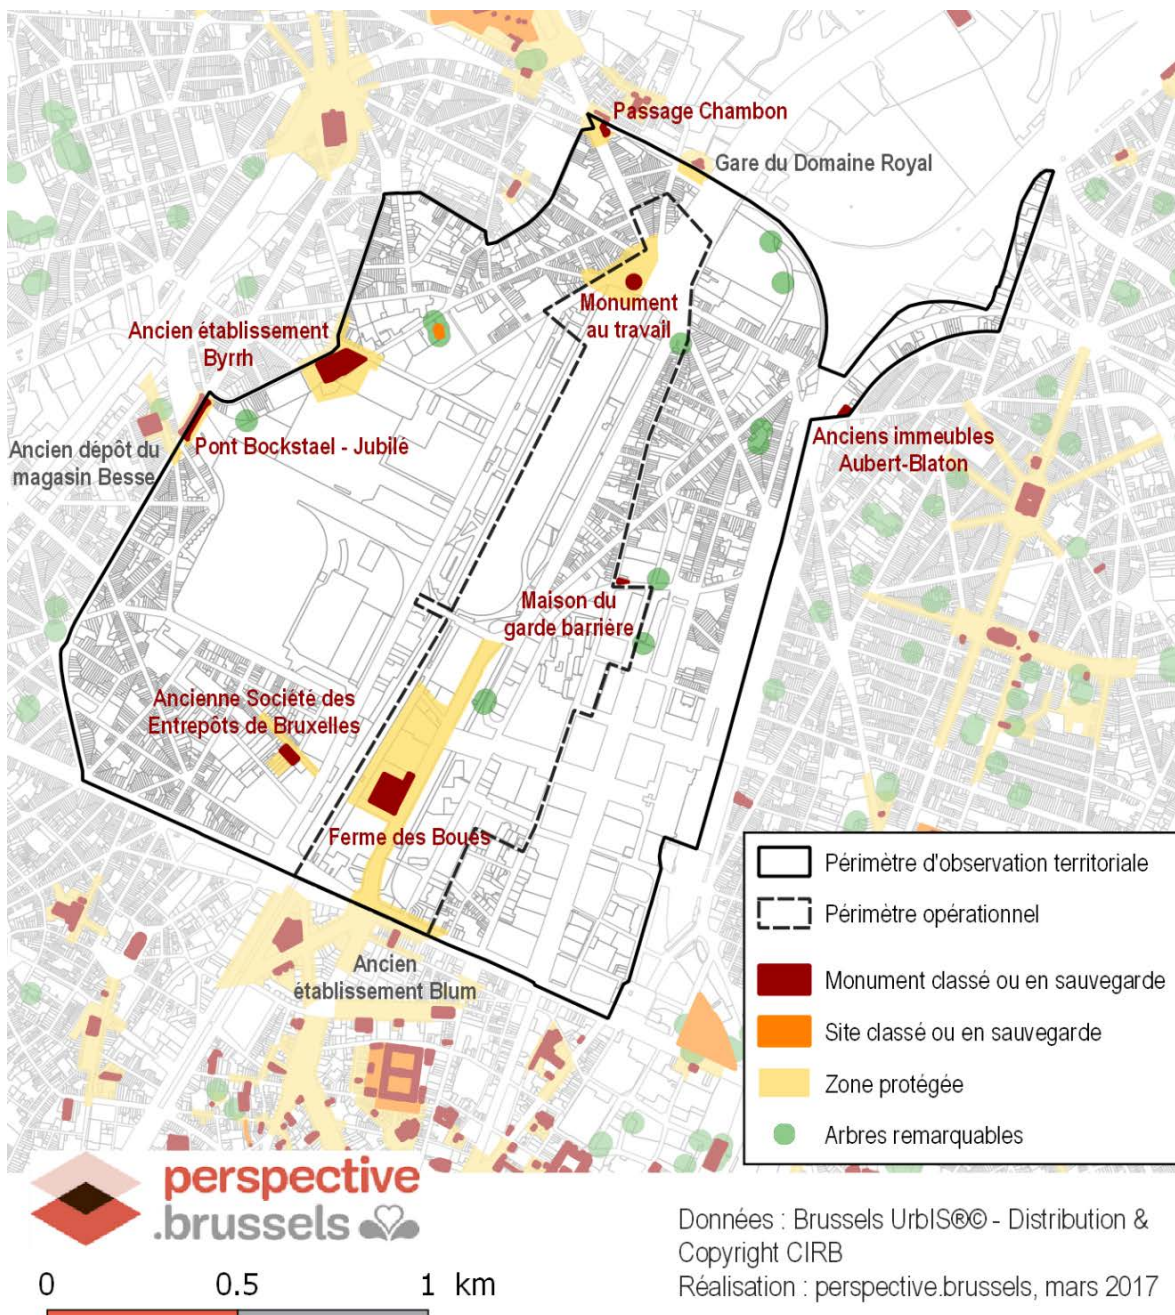 Passage Chambon
Gare du Domaine Royal
Monument
au travail
Ancien établissement
Byrrh
Pont Bockstael - Jubilé
Ancien dépôt du
magasin Besse
Anciens immeubles
Aubert-Blaton
Maison du
garde barrière
Ancienne Société des
Entrepôts de Bruxelles
Ferme des Boues
Ancien
établissement Blum
Périmètre d'observation territoriale
Périmètre opérationnel
Monument classé ou en sauvegarde
Site classé ou en sauvegarde
Zone protégée
Arbres remarquables
perspective
.brussels
0 0.5 1 km
Données : Brussels UrbIS®© - Distribution &
Copyright CIRB
Réalisation : perspective.brussels, mars 2017